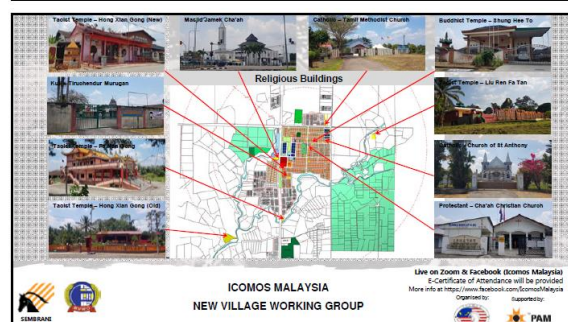 Taoist Temple – Hong Xian Gong (New)
Masjid Jamek Cha'ah
Catholic – Tamil Methodist Church
Buddhist Temple – Shung Hee To
Religious Buildings
Tiruchendur Murugan
Temple – Liu Ren Fa Tan
Church of St Anthony
Taoist Temple – Hong Xian Gong (Old)
Protestant – Cha'ah Christian Church
ICOMOS MALAYSIA
NEW VILLAGE WORKING GROUP
Live on Zoom & Facebook (Icomos Malaysia)
E-Certificate of Attendance will be provided
More info at https://www.facebook.com/IcomosMalaysia
Organised by:
Supported by:
SEMBRANI
PAM